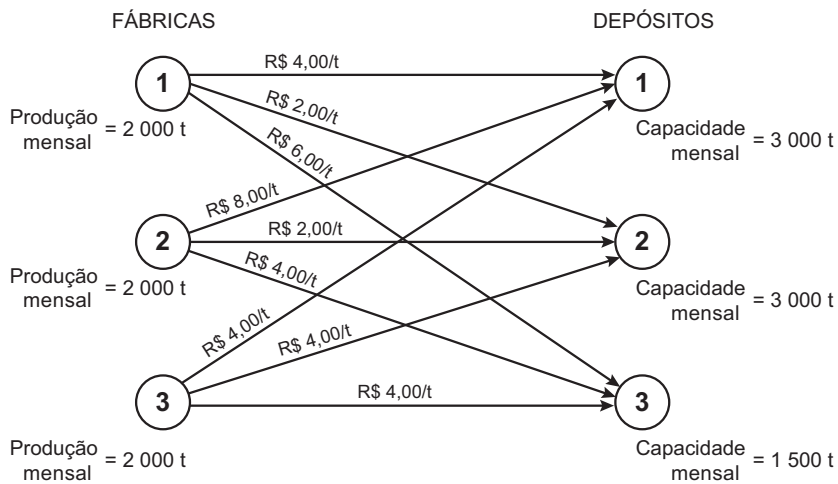 FÁBRICAS
DEPÓSITOS
1
R$ 4,00/t
1
R$ 2,00/t
R$ 6,00/t
Produção
mensal = 2 000 t
Capacidade
mensal = 3 000 t
R$ 8,00/t
2
R$ 2,00/t
2
R$ 4,00/t
Produção
mensal = 2 000 t
Capacidade
mensal = 3 000 t
R$ 4,00/t
R$ 4,00/t
3
R$ 4,00/t
3
Produção
mensal = 2 000 t
Capacidade
mensal = 1 500 t